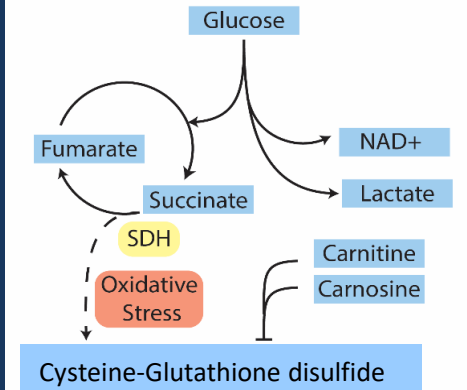 Glucose
Fumarate
NAD+
Succinate
Lactate
SDH
Carnitine
Oxidative
Stress
Carnosine
Cysteine-Glutathione disulfide